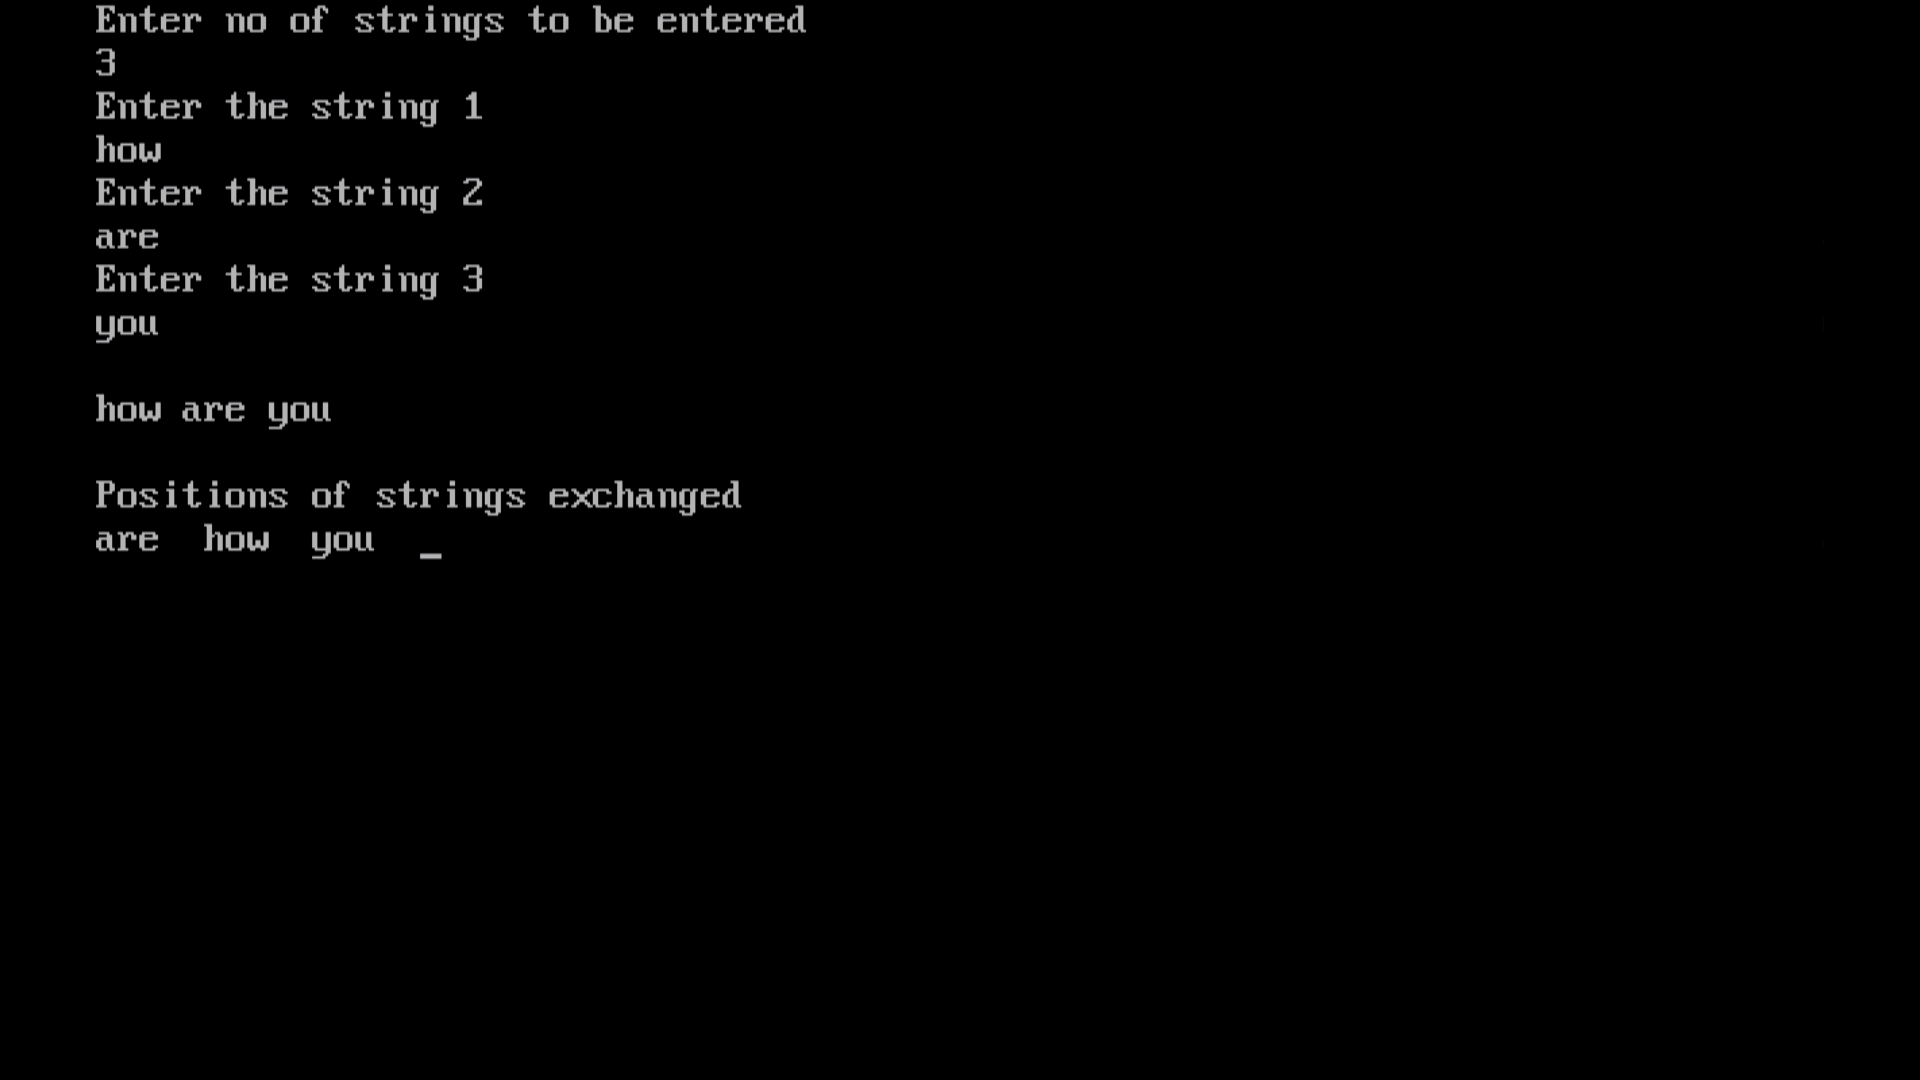 Enter no of strings to be entered
3
Enter the string 1
how
Enter the string 2
are
Enter the string 3
you
how are you
Positions of strings exchanged
are  how  you  _